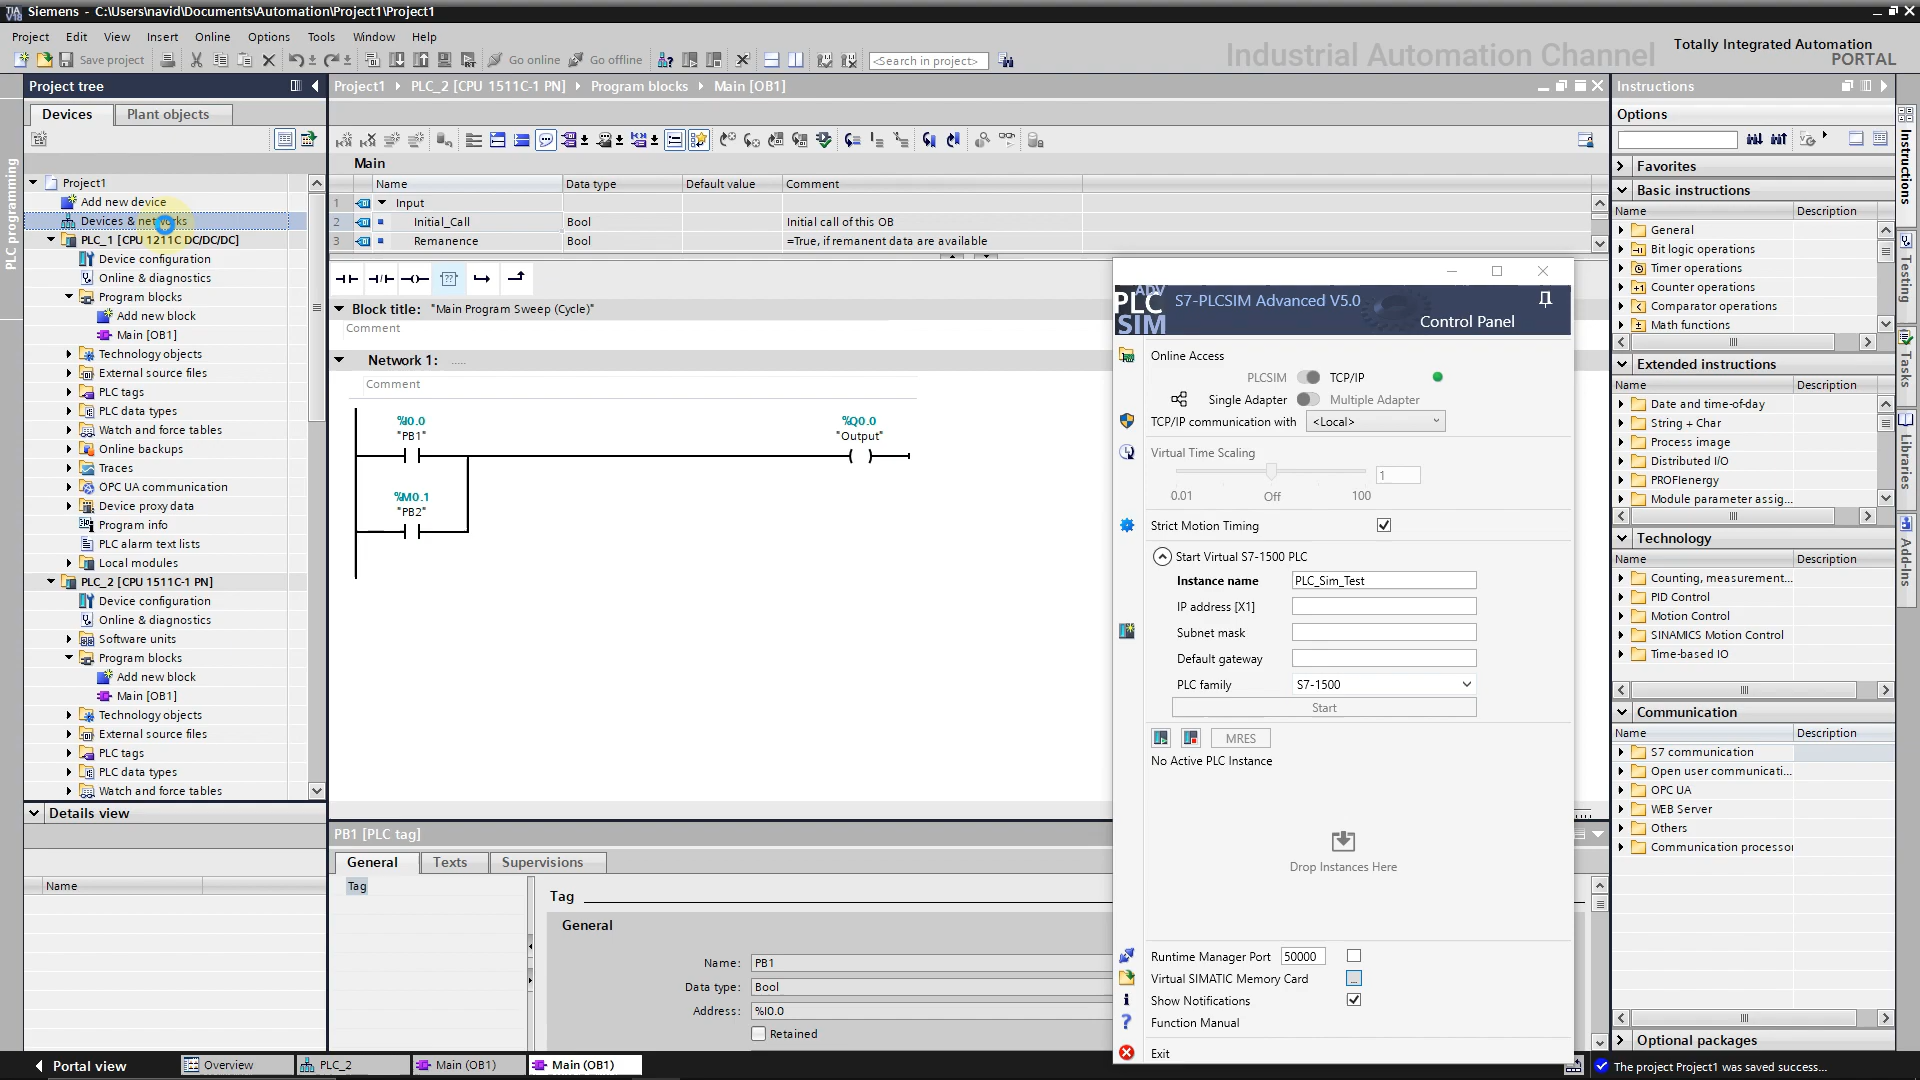 Siemens - C:\Users\navid\Documents\Automation\Project1\Project1
Project Edit View Insert Online Options Tools Window Help
Save project
Go online
Go offline
<Search in project>
Industrial Automation Channel
Totally Integrated Automation
PORTAL
Project tree
Project1 ▸ PLC_2 [CPU 1511C-1 PN] ▸ Program blocks ▸ Main [OB1]
Devices
Plant objects
PLC programming
Project1
Add new device
Devices & networks
PLC_1 [CPU 1211C DC/DC/DC]
Device configuration
Online & diagnostics
Program blocks
Add new block
Main [OB1]
Technology objects
External source files
PLC tags
PLC data types
Watch and force tables
Online backups
Traces
OPC UA communication
Device proxy data
Program info
PLC alarm text lists
Local modules
PLC_2 [CPU 1511C-1 PN]
Device configuration
Online & diagnostics
Software units
Program blocks
Add new block
Main [OB1]
Technology objects
External source files
PLC tags
PLC data types
Watch and force tables
Details view
Name
Main
Name Data type Default value Comment
1 Input
2 Initial_Call Bool Initial call of this OB
3 Remanence Bool =True, if remanent data are available
Block title: "Main Program Sweep (Cycle)"
Comment
Network 1: .....
Comment
%I0.0
"PB1"
%Q0.0
"Output"
%M0.1
"PB2"
PB1 [PLC tag]
General
Texts
Supervisions
Tag
Tag
General
Name: PB1
Data type: Bool
Address: %I0.0
Retained
ADV
PLC
SIM
S7-PLCSIM Advanced V5.0
Control Panel
Online Access
PLCSIM TCP/IP
Single Adapter Multiple Adapter
TCP/IP communication with <Local>
Virtual Time Scaling
1
0.01 Off 100
Strict Motion Timing
Start Virtual S7-1500 PLC
Instance name PLC_Sim_Test
IP address [X1]
Subnet mask
Default gateway
PLC family S7-1500
Start
MRES
No Active PLC Instance
Drop Instances Here
Runtime Manager Port 50000
Virtual SIMATIC Memory Card ...
Show Notifications
Function Manual
Exit
Instructions
Options
Favorites
Basic instructions
Name Description
General
Bit logic operations
Timer operations
Counter operations
Comparator operations
Math functions
Extended instructions
Name Description
Date and time-of-day
String + Char
Process image
Distributed I/O
PROFIenergy
Module parameter assig...
Technology
Name Description
Counting, measurement...
PID Control
Motion Control
SINAMICS Motion Control
Time-based IO
Communication
Name Description
S7 communication
Open user communicati...
OPC UA
WEB Server
Others
Communication processor
Optional packages
Instructions
Testing
Tasks
Libraries
Add-Ins
Portal view
Overview
PLC_2
Main (OB1)
Main (OB1)
The project Project1 was saved success...